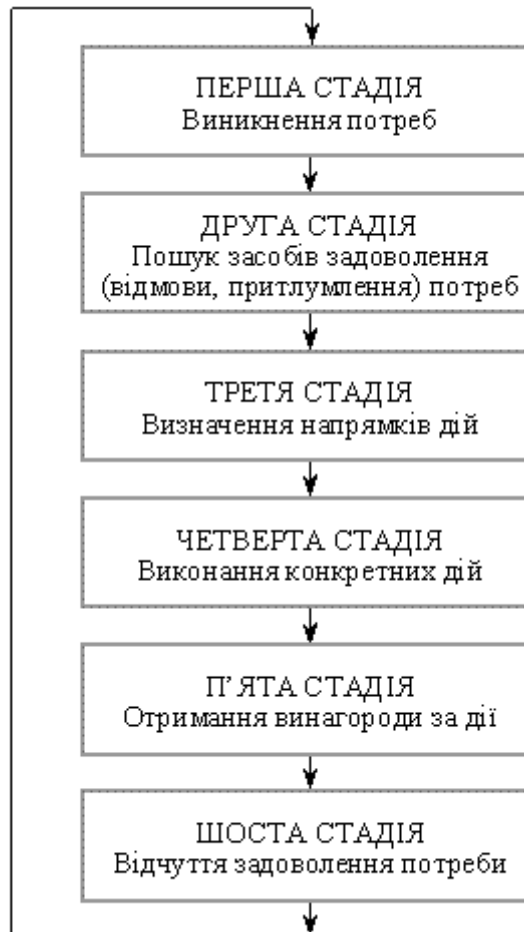 ПЕРША СТАДІЯ
Виникнення потреб
ДРУГА СТАДІЯ
Пошук засобів задоволення
(відмови, притлумлення) потреб
ТРЕТЯ СТАДІЯ
Визначення напрямків дій
ЧЕТВЕРТА СТАДІЯ
Виконання конкретних дій
П’ЯТА СТАДІЯ
Отримання винагороди за дії
ШОСТА СТАДІЯ
Відчуття задоволення потреби